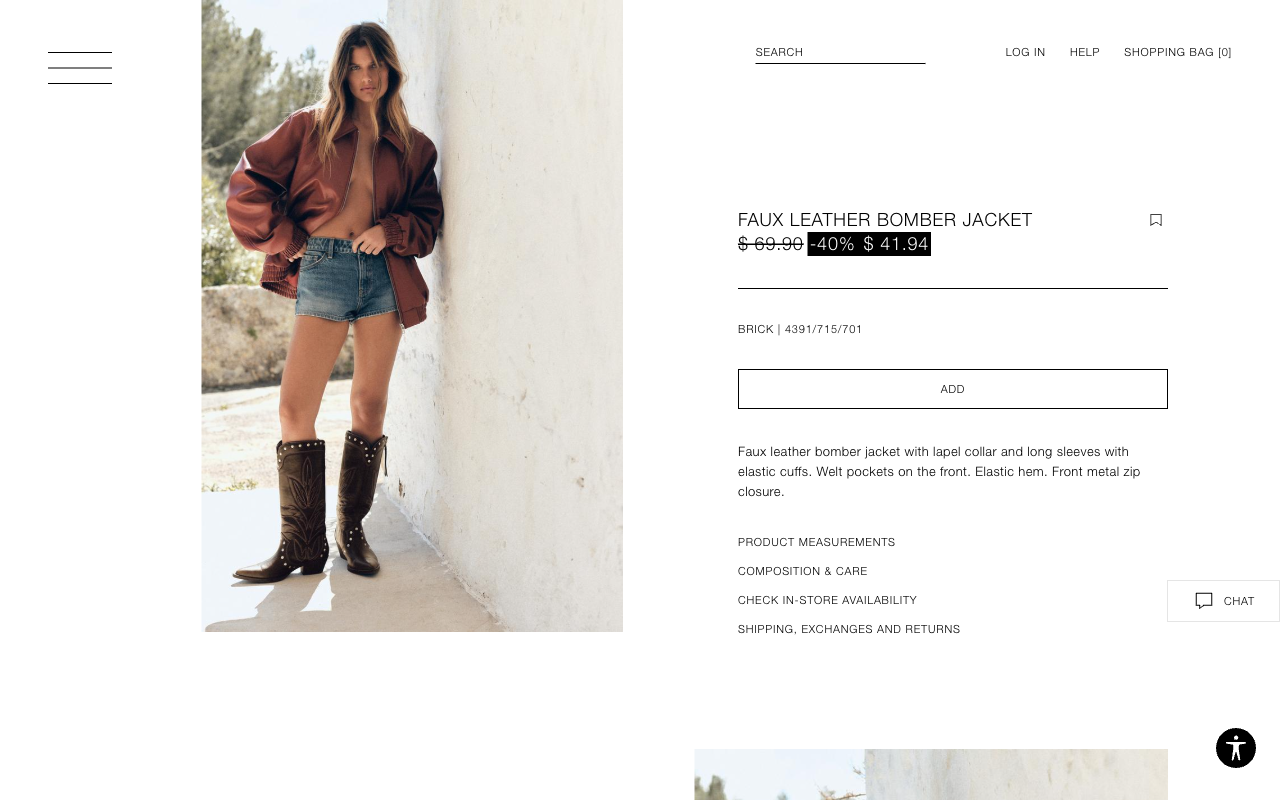 SEARCH
LOG IN
HELP
SHOPPING BAG [0]
FAUX LEATHER BOMBER JACKET
$ 69.90 -40% $ 41.94
BRICK | 4391/715/701
ADD
Faux leather bomber jacket with lapel collar and long sleeves with
elastic cuffs. Welt pockets on the front. Elastic hem. Front metal zip
closure.
PRODUCT MEASUREMENTS
COMPOSITION & CARE
CHECK IN-STORE AVAILABILITY
CHAT
SHIPPING, EXCHANGES AND RETURNS